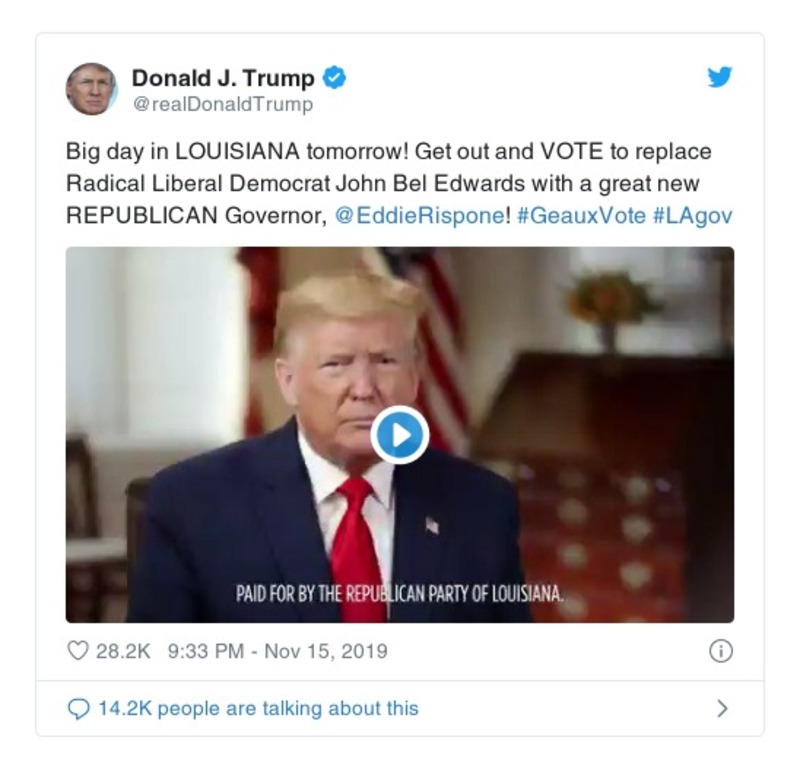 Donald J. Trump
@realDonaldTrump
Big day in LOUISIANA tomorrow! Get out and VOTE to replace
Radical Liberal Democrat John Bel Edwards with a great new
REPUBLICAN Governor, @EddieRispone! #GeauxVote #LAgov
PAID FOR BY THE REPUBLICAN PARTY OF LOUISIANA.
28.2K 9:33 PM - Nov 15, 2019
14.2K people are talking about this